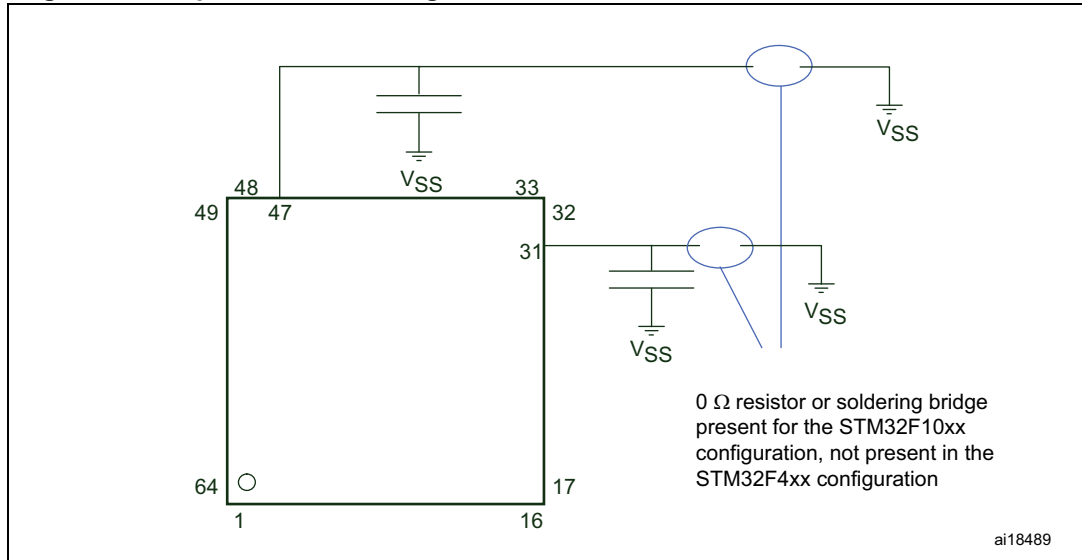 VSS
VSS
48
33
49
47
32
31
VSS
VSS
0 Ω resistor or soldering bridge
present for the STM32F10xx
configuration, not present in the
STM32F4xx configuration
64
17
1
16
ai18489